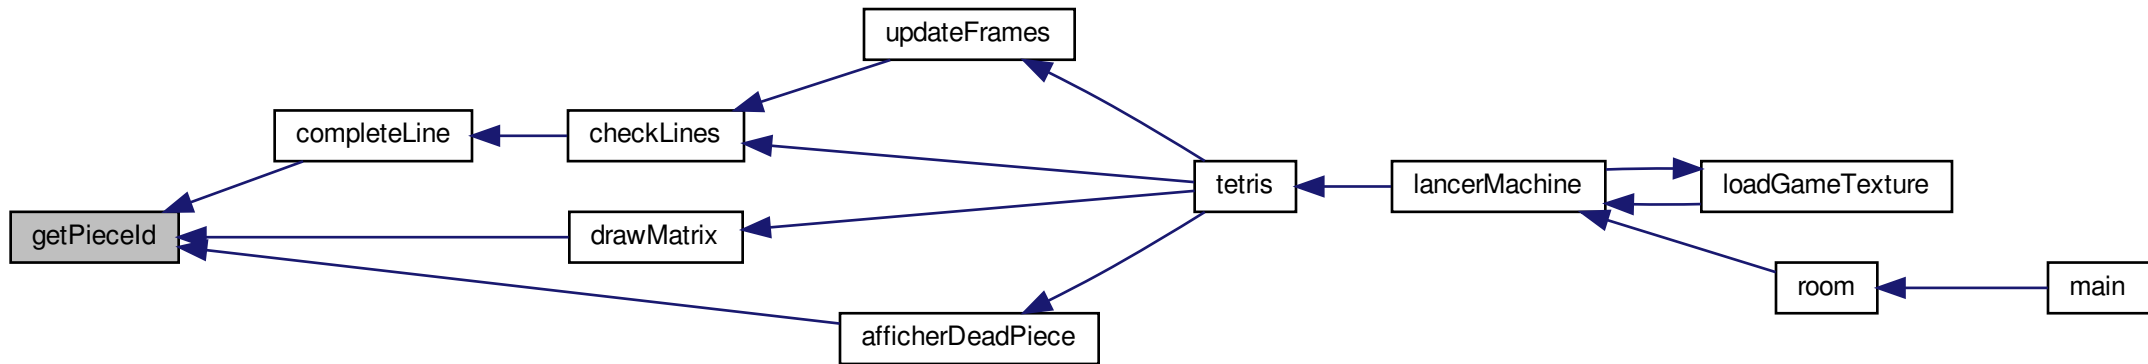 updateFrames
completeLine
checkLines
tetris
lancerMachine
loadGameTexture
getPieceId
drawMatrix
room
main
afficherDeadPiece